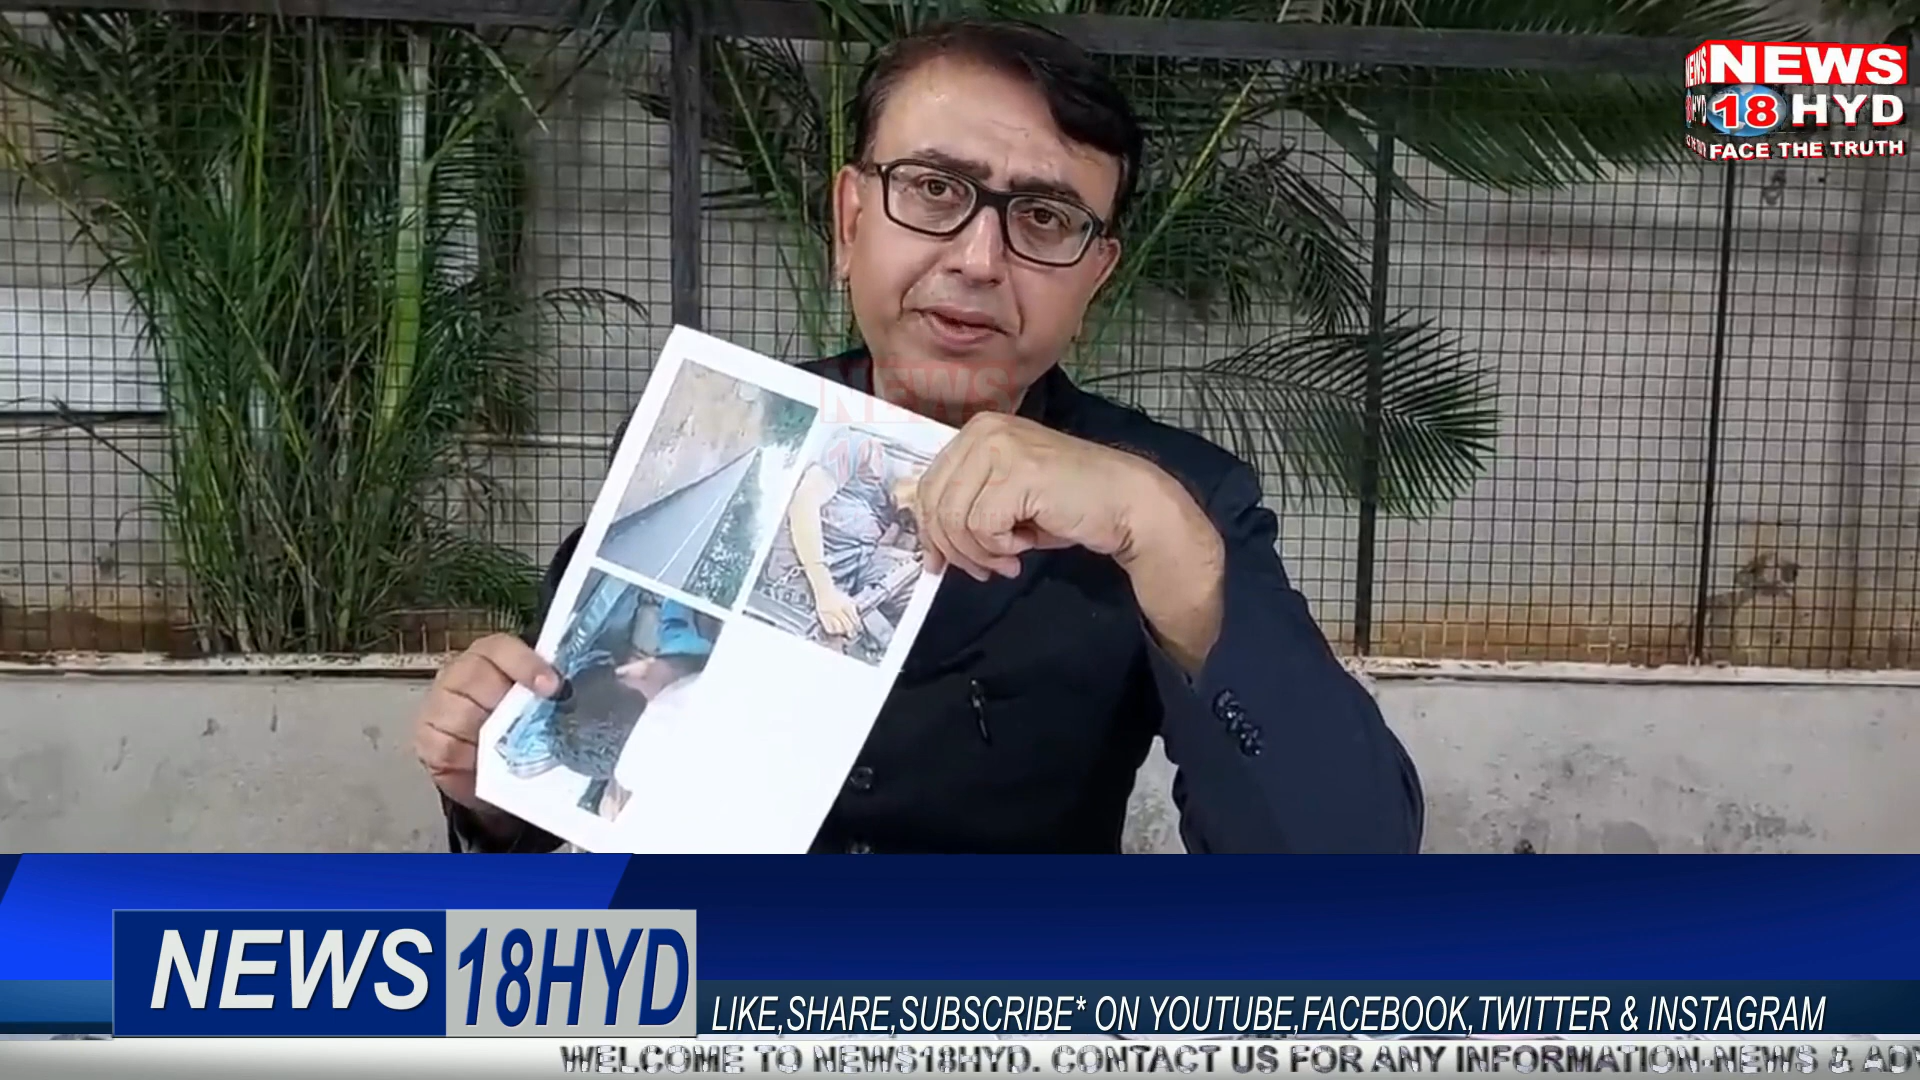 NEWS
18 HYD
FACE THE TRUTH
NEWS
NEWS 18HYD
LIKE,SHARE,SUBSCRIBE* ON YOUTUBE,FACEBOOK,TWITTER & INSTAGRAM
WELCOME TO NEWS18HYD. CONTACT US FOR ANY INFORMATION-NEWS &